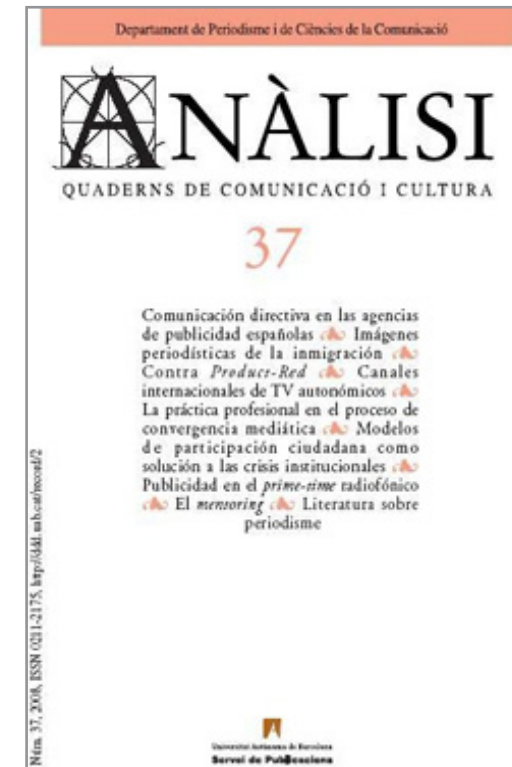 Departament de Periodisme i de Ciències de la Comunicació
ANÀLISI
QUADERNS DE COMUNICACIÓ I CULTURA
37
Comunicación directiva en las agencias
de publicidad españolas Imágenes
periodísticas de la inmigración
Contra Product-Red Canales
internacionales de TV autonómicos
La práctica profesional en el proceso de
convergencia mediática Modelos
de participación ciudadana como
solución a las crisis institucionales
Publicidad en el prime-time radiofónico
El mentoring Literatura sobre
periodisme
Núm. 37, 2008, ISSN 0211-2175, http://ddd.uab.cat/record/2
Universitat Autònoma de Barcelona
Servei de Publicacions